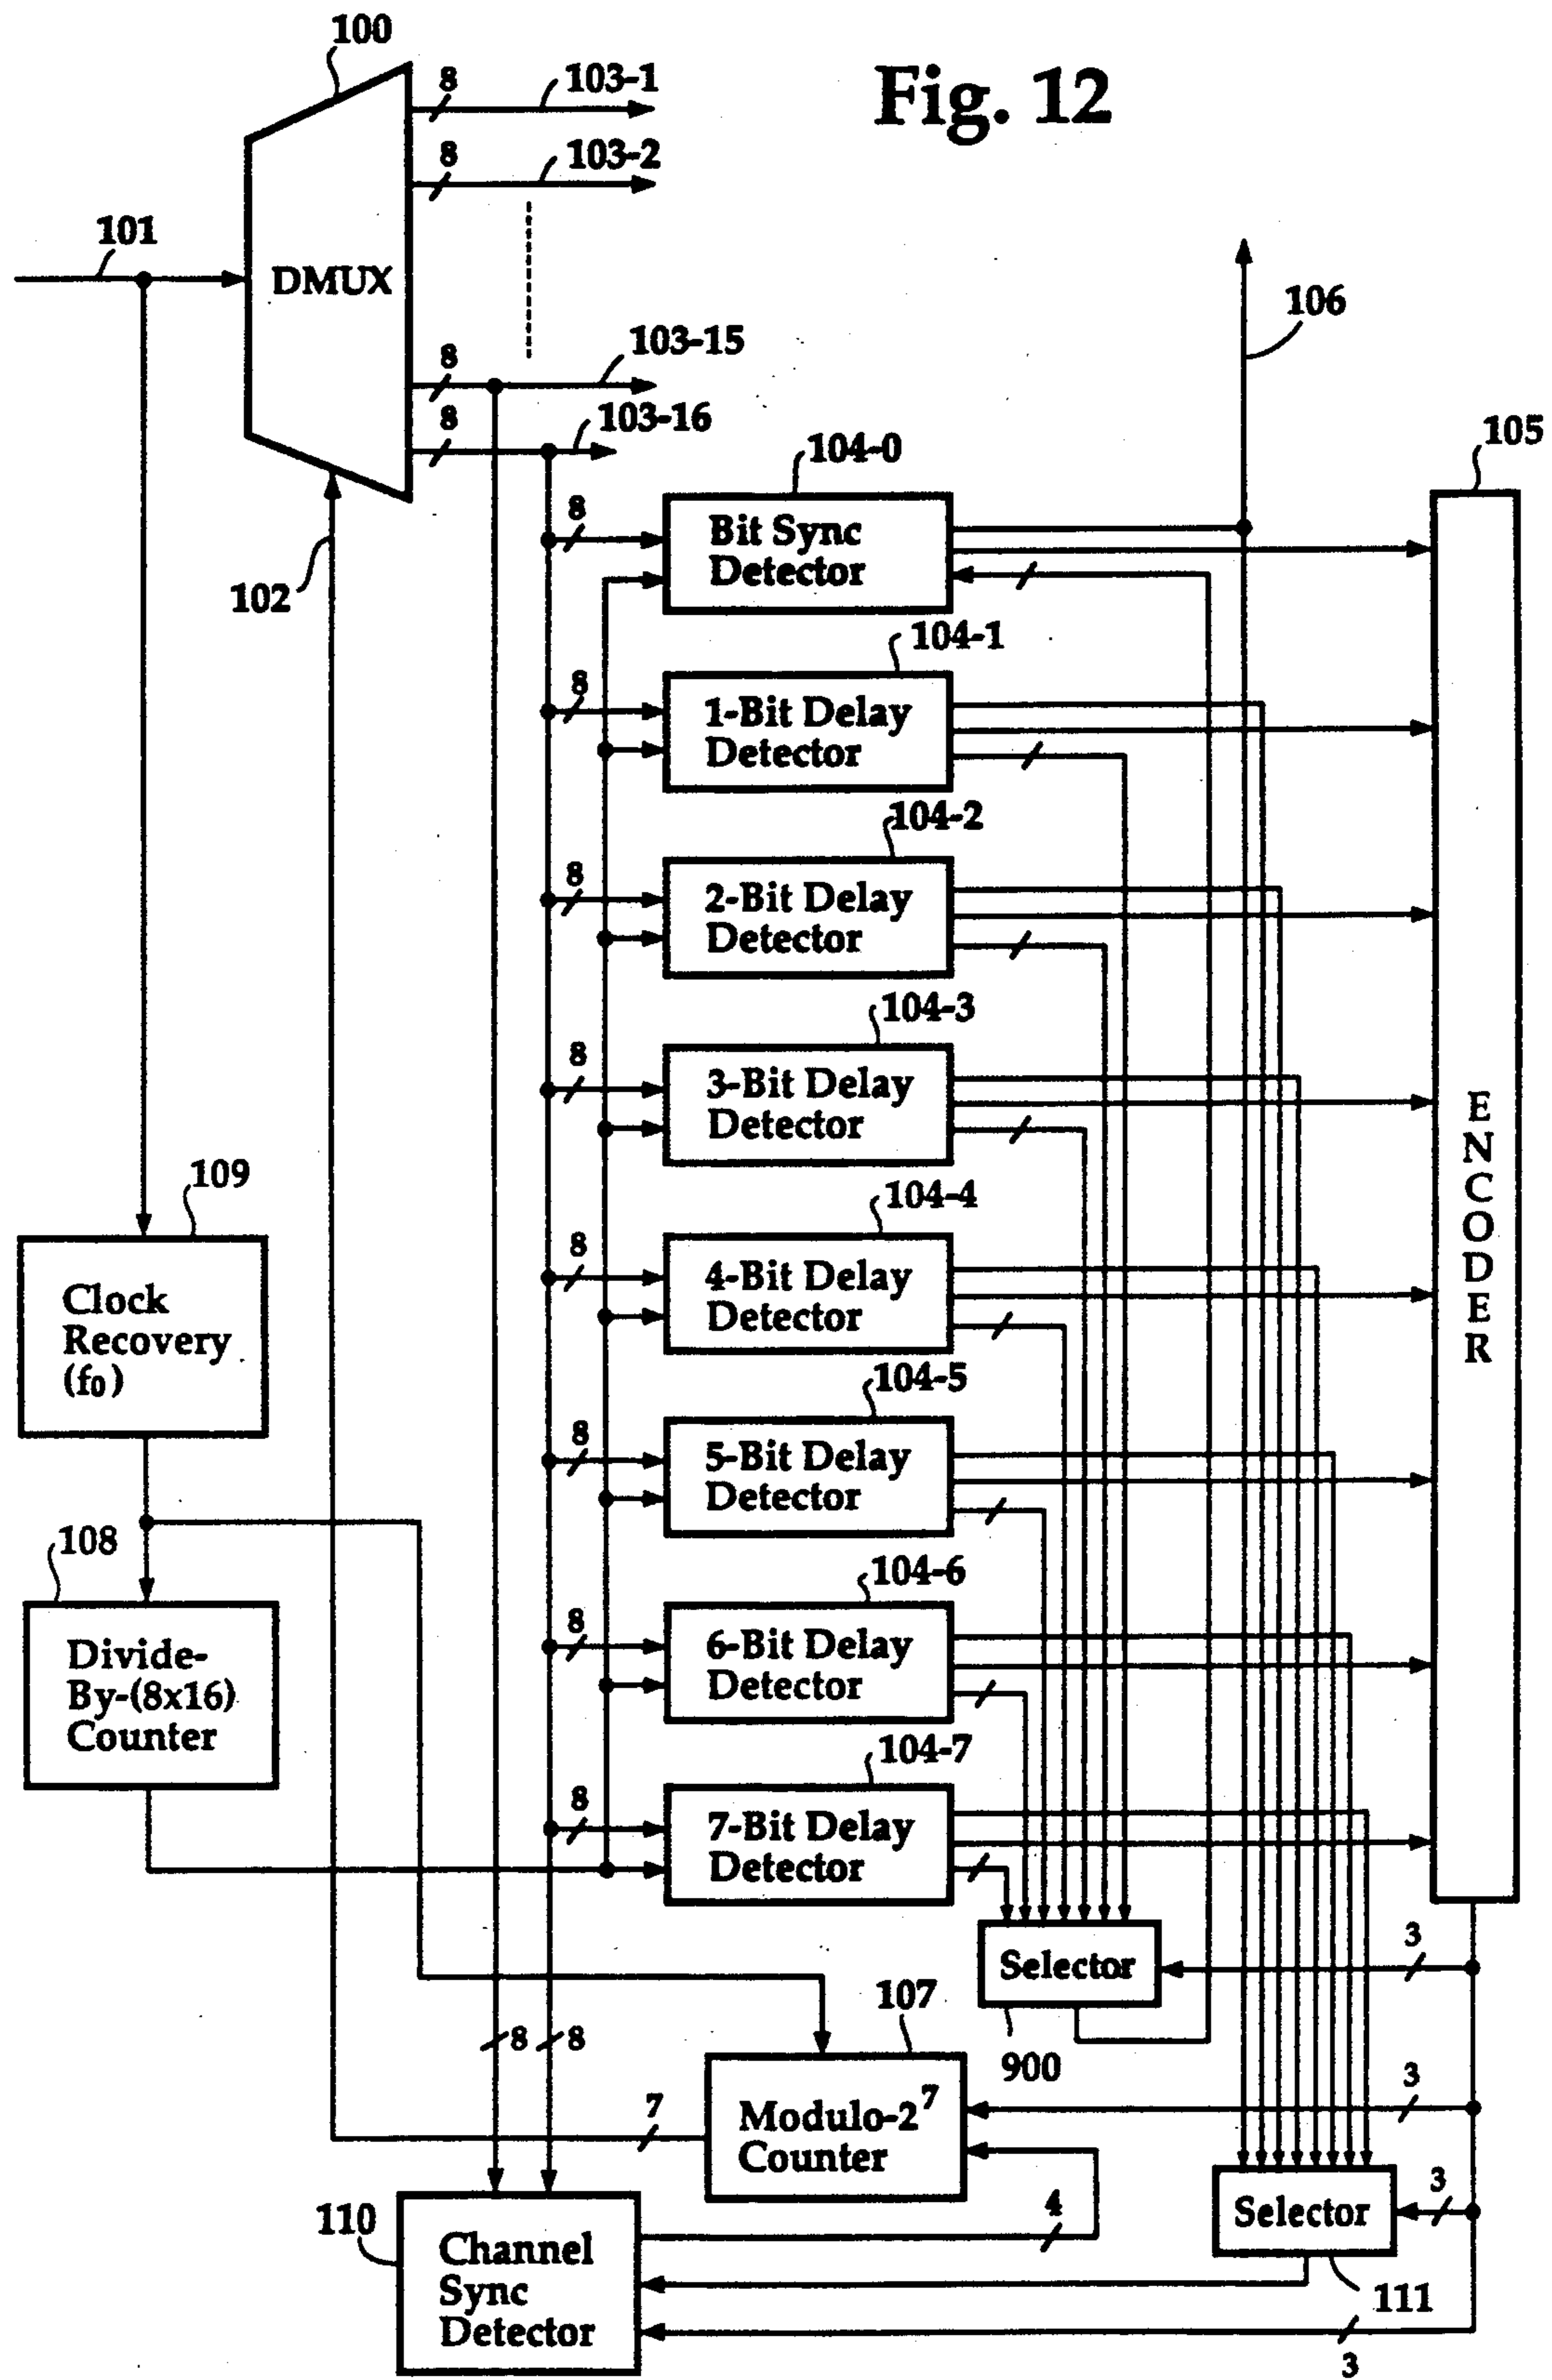 Fig. 12
100
8
103-1
8
103-2
101
DMUX
8
103-15
8
103-16
106
102
104-0
105
8
Bit Sync
Detector
104-1
8
1-Bit Delay
Detector
104-2
8
2-Bit Delay
Detector
104-3
8
3-Bit Delay
Detector
ENCODER
109
104-4
8
Clock
Recovery
(f0)
4-Bit Delay
Detector
104-5
8
5-Bit Delay
Detector
108
104-6
8
Divide-
By-(8x16)
Counter
6-Bit Delay
Detector
104-7
8
7-Bit Delay
Detector
Selector
3
900
107
8
8
7
Modulo-2⁷
Counter
3
110
Channel
Sync
Detector
4
Selector
3
111
3